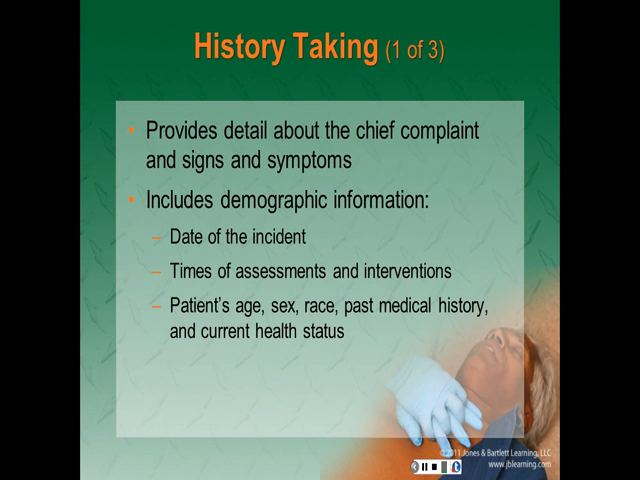 History Taking (1 of 3)
• Provides detail about the chief complaint
and signs and symptoms
• Includes demographic information:
– Date of the incident
– Times of assessments and interventions
– Patient's age, sex, race, past medical history,
and current health status
©2011 Jones & Bartlett Learning, LLC
www.jblearning.com